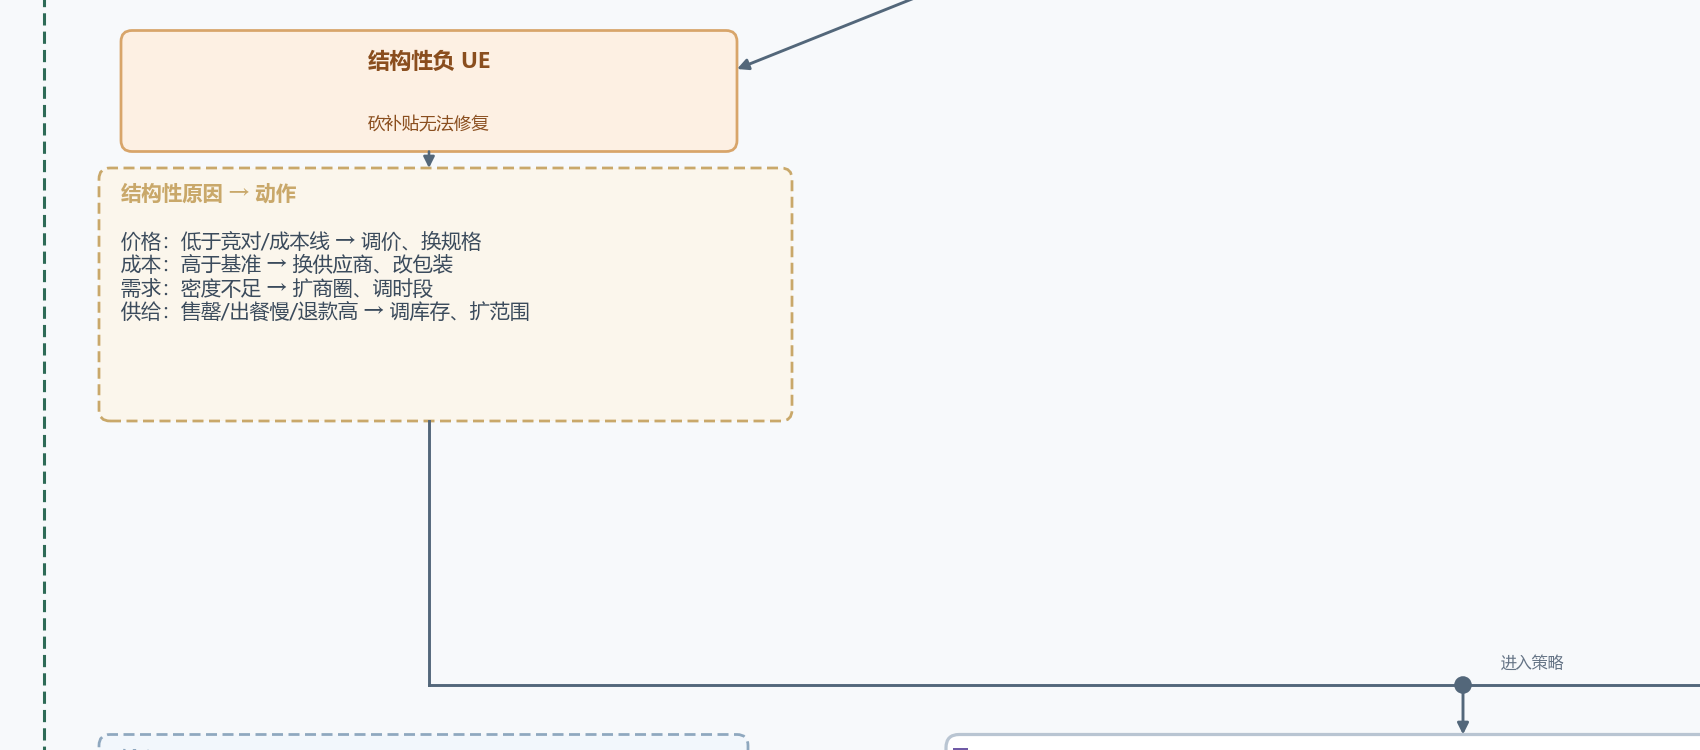 结构性负 UE
砍补贴无法修复
结构性原因 → 动作
价格：低于竞对/成本线 → 调价、换规格
成本：高于基准 → 换供应商、改包装
需求：密度不足 → 扩商圈、调时段
供给：售罄/出餐慢/退款高 → 调库存、扩范围
进入策略